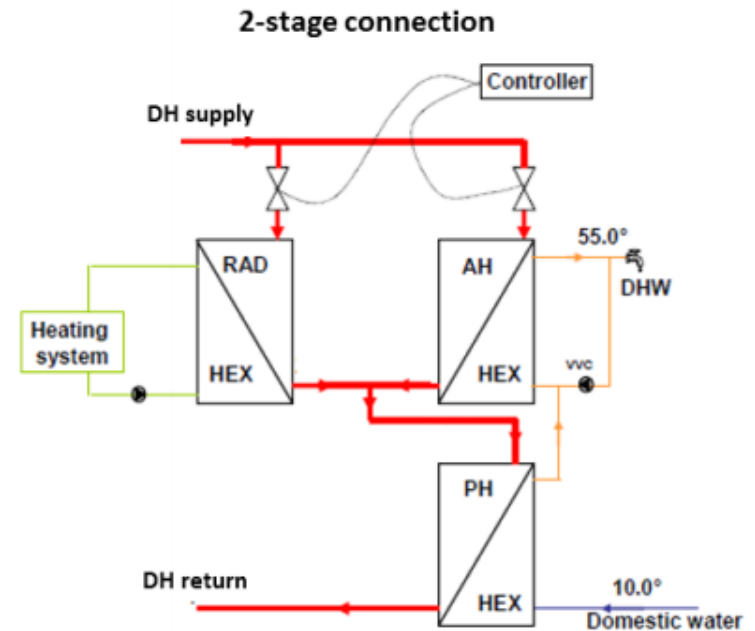 2-stage connection
Controller
DH supply
55.0°
RAD
AH
DHW
Heating
system
vvc
HEX
HEX
PH
DH return
10.0°
HEX
Domestic water